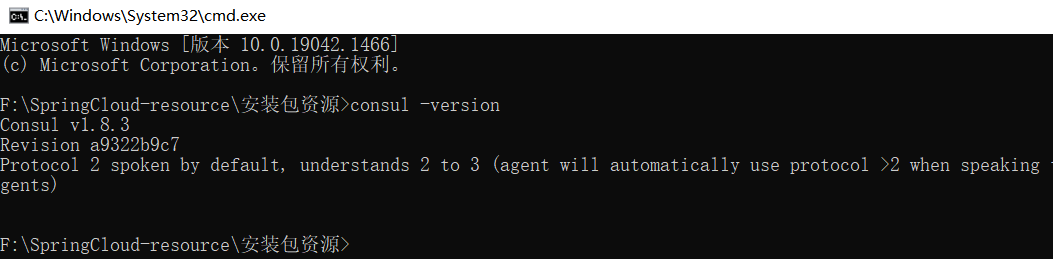 C:\Windows\System32\cmd.exe
Microsoft Windows [版本 10.0.19042.1466]
(c) Microsoft Corporation。保留所有权利。
F:\SpringCloud-resource\安装包资源>consul -version
Consul v1.8.3
Revision a9322b9c7
Protocol 2 spoken by default, understands 2 to 3 (agent will automatically use protocol >2 when speaking
gents)
F:\SpringCloud-resource\安装包资源>